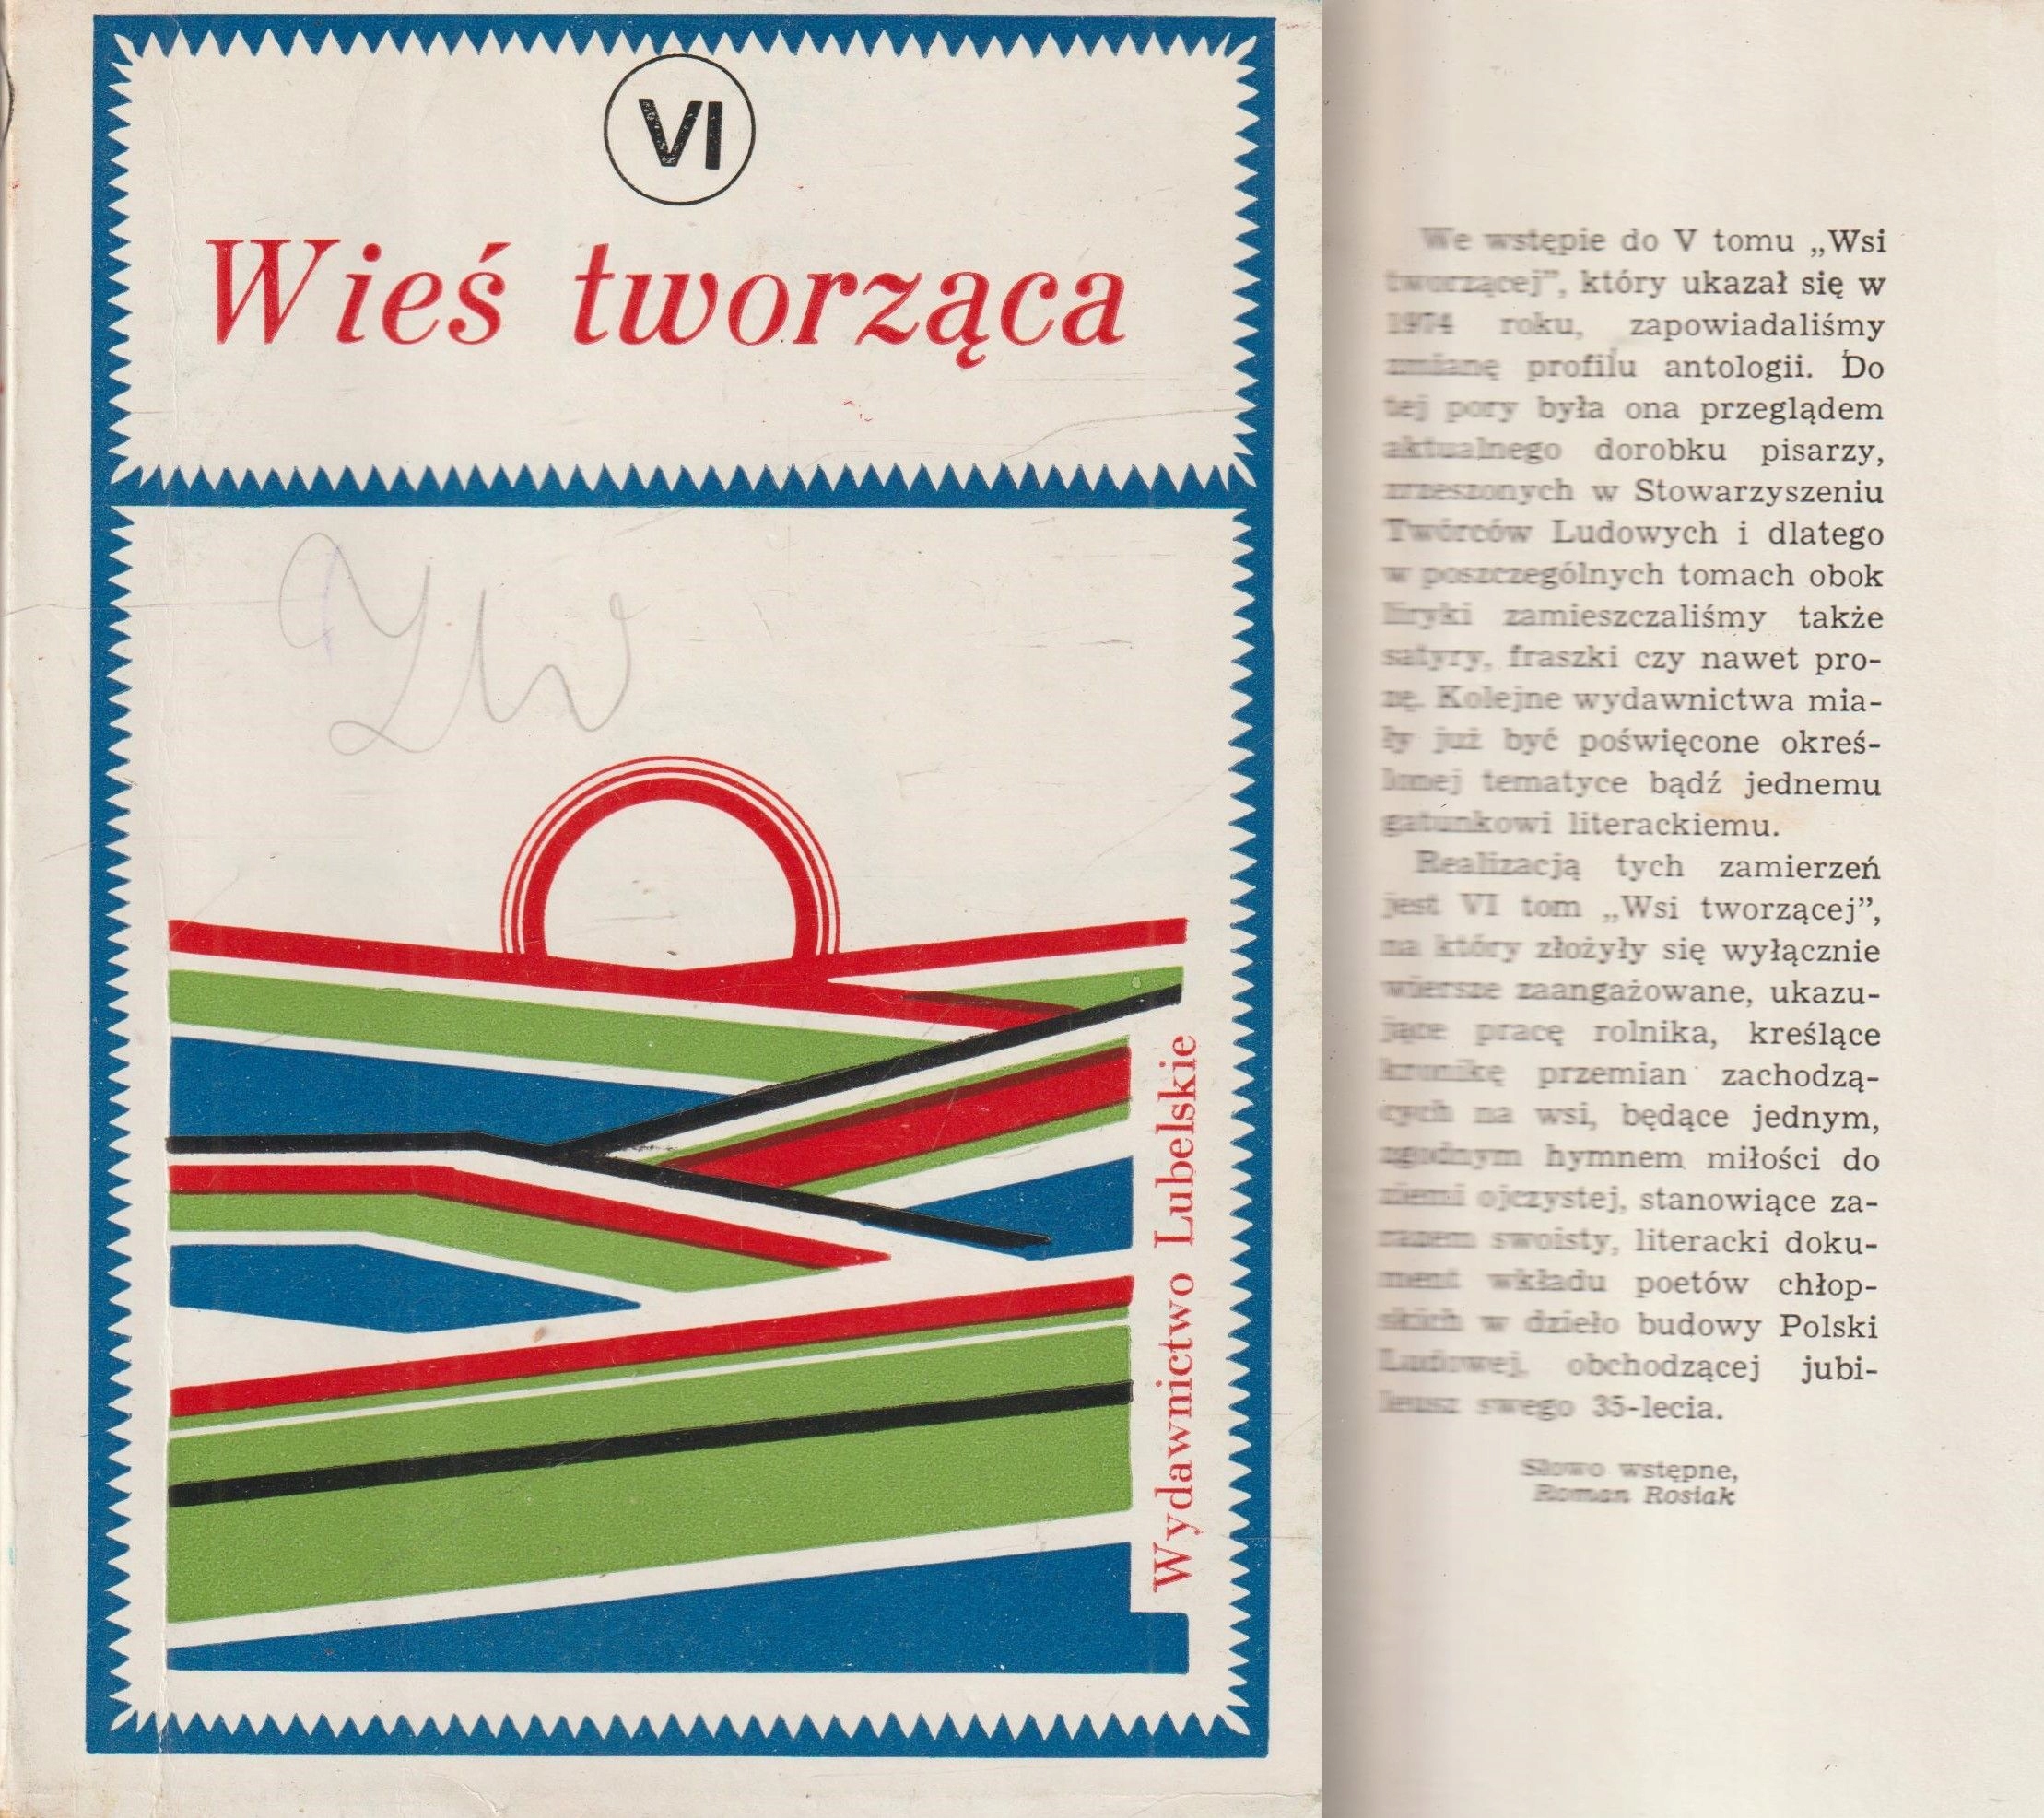 VI
Wieś tworząca
Wydawnictwo Lubelskie
We wstępie do V tomu „Wsi
tworzącej”, który ukazał się w
1974 roku, zapowiadaliśmy
zmianę profilu antologii. Do
tej pory była ona przeglądem
aktualnego dorobku pisarzy,
zrzeszonych w Stowarzyszeniu
Twórców Ludowych i dlatego
w poszczególnych tomach obok
liryki zamieszczaliśmy także
satyry, fraszki czy nawet pro-
zę. Kolejne wydawnictwa mia-
ły już być poświęcone okreś-
lonej tematyce bądź jednemu
gatunkowi literackiemu.
Realizacją tych zamierzeń
jest VI tom „Wsi tworzącej”,
na który złożyły się wyłącznie
wiersze zaangażowane, ukazu-
jące pracę rolnika, kreślące
kronikę przemian zachodzą-
cych na wsi, będące jednym,
zgodnym hymnem miłości do
ziemi ojczystej, stanowiące za-
razem swoisty, literacki doku-
ment wkładu poetów chłop-
skich w dzieło budowy Polski
Ludowej, obchodzącej jubi-
leusz swego 35-lecia.
Słowo wstępne,
Roman Rosiak